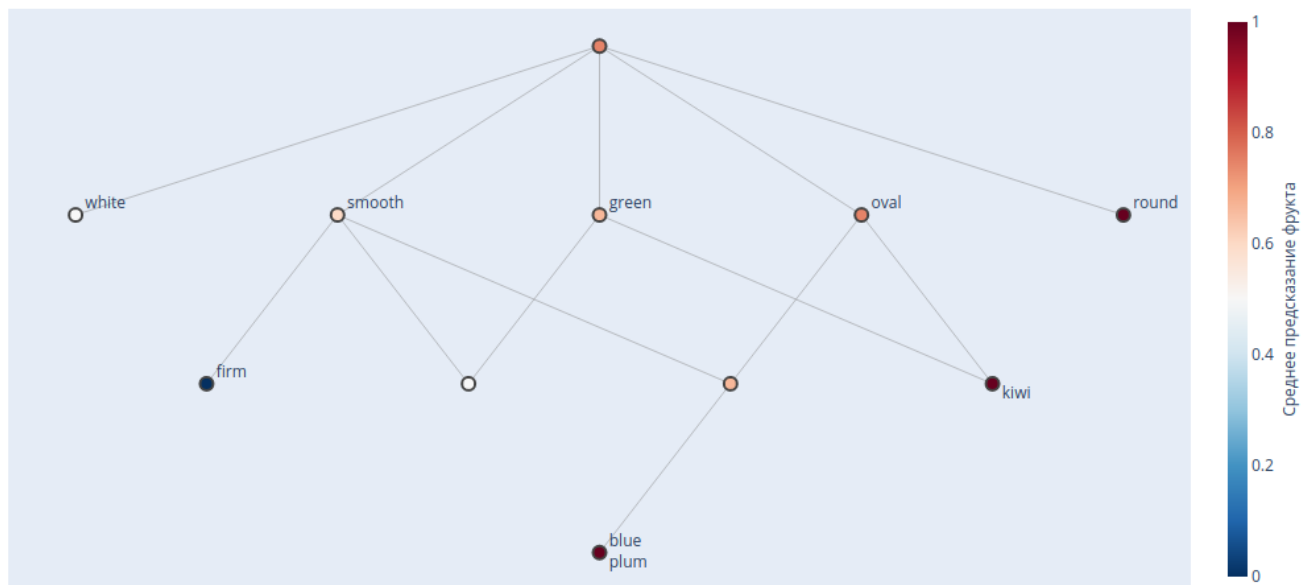 white
smooth
green
oval
round
firm
kiwi
blue
plum
1
0.8
0.6
0.4
0.2
0
Среднее предсказание фрукта